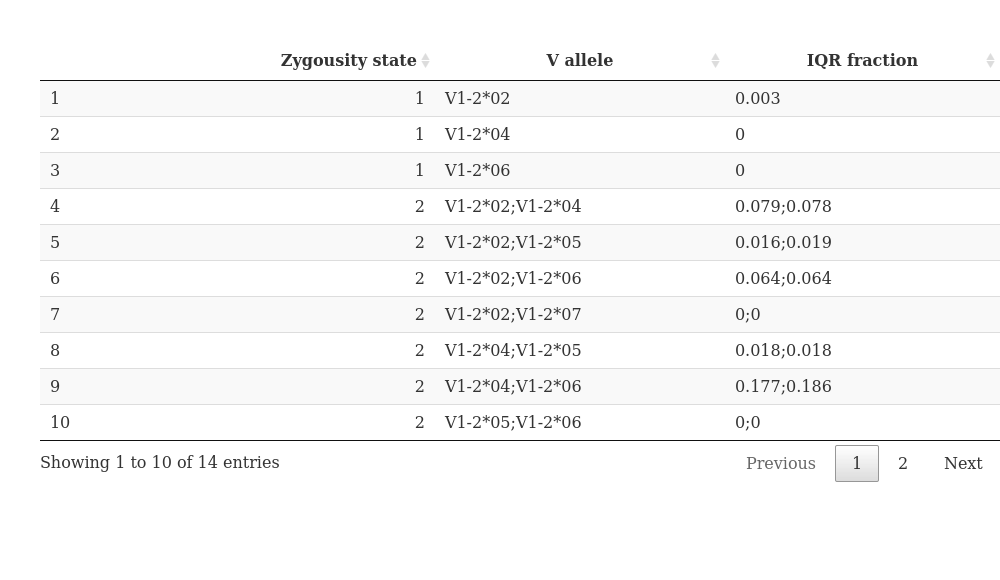 Zygousity state V allele IQR fraction
1 1 V1-2*02 0.003
2 1 V1-2*04 0
3 1 V1-2*06 0
4 2 V1-2*02;V1-2*04 0.079;0.078
5 2 V1-2*02;V1-2*05 0.016;0.019
6 2 V1-2*02;V1-2*06 0.064;0.064
7 2 V1-2*02;V1-2*07 0;0
8 2 V1-2*04;V1-2*05 0.018;0.018
9 2 V1-2*04;V1-2*06 0.177;0.186
10 2 V1-2*05;V1-2*06 0;0
Showing 1 to 10 of 14 entries Previous 1 2 Next